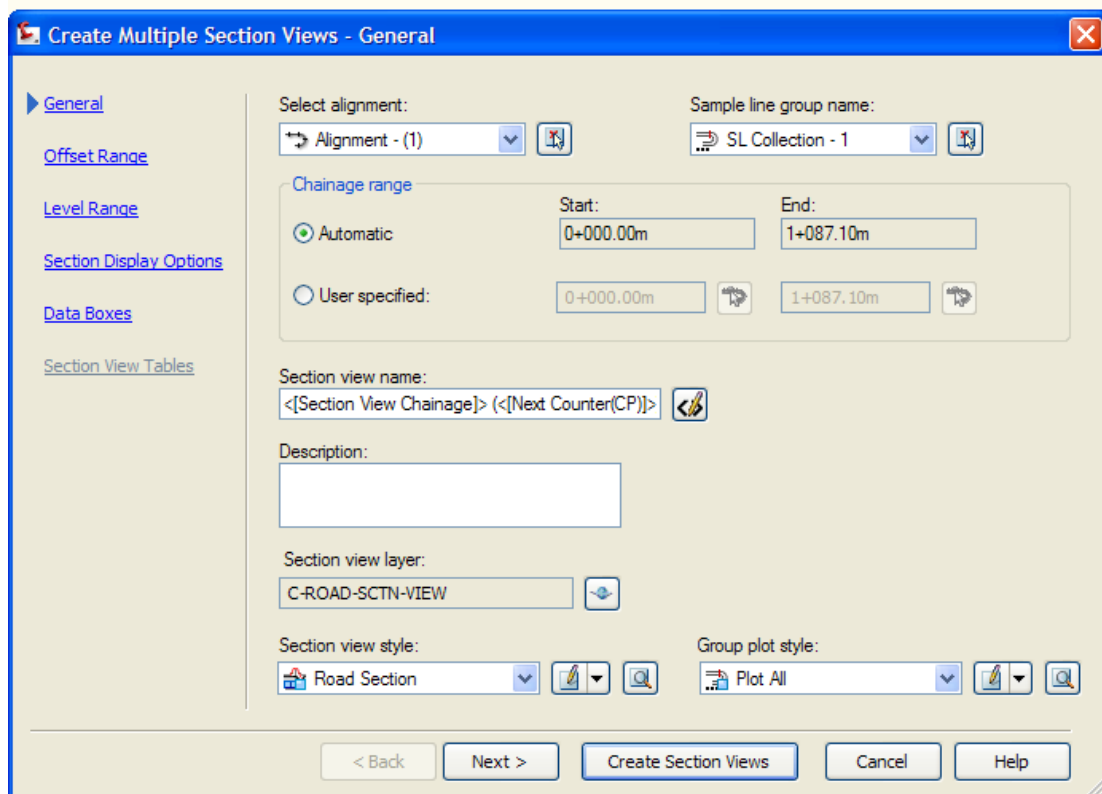 Create Multiple Section Views - General
General
Offset Range
Level Range
Section Display Options
Data Boxes
Section View Tables
Select alignment:
Sample line group name:
Alignment - (1)
SL Collection - 1
Chainage range
Start:
End:
Automatic
0+000.00m
1+087.10m
User specified:
0+000.00m
1+087.10m
Section view name:
<[Section View Chainage]> (<[Next Counter(CP)]>
Description:
Section view layer:
C-ROAD-SCTN-VIEW
Section view style:
Group plot style:
Road Section
Plot All
< Back
Next >
Create Section Views
Cancel
Help